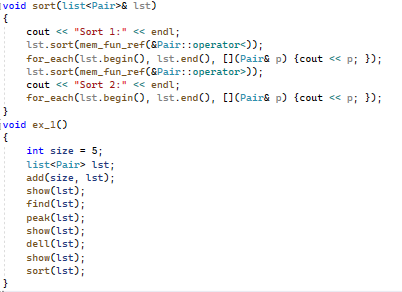 void sort(list<Pair>& lst)
{
cout << "Sort 1:" << endl;
lst.sort(mem_fun_ref(&Pair::operator<));
for_each(lst.begin(), lst.end(), [](Pair& p) {cout << p; });
lst.sort(mem_fun_ref(&Pair::operator>));
cout << "Sort 2:" << endl;
for_each(lst.begin(), lst.end(), [](Pair& p) {cout << p; });
}
void ex_1()
{
int size = 5;
list<Pair> lst;
add(size, lst);
show(lst);
find(lst);
peak(lst);
show(lst);
dell(lst);
show(lst);
sort(lst);
}